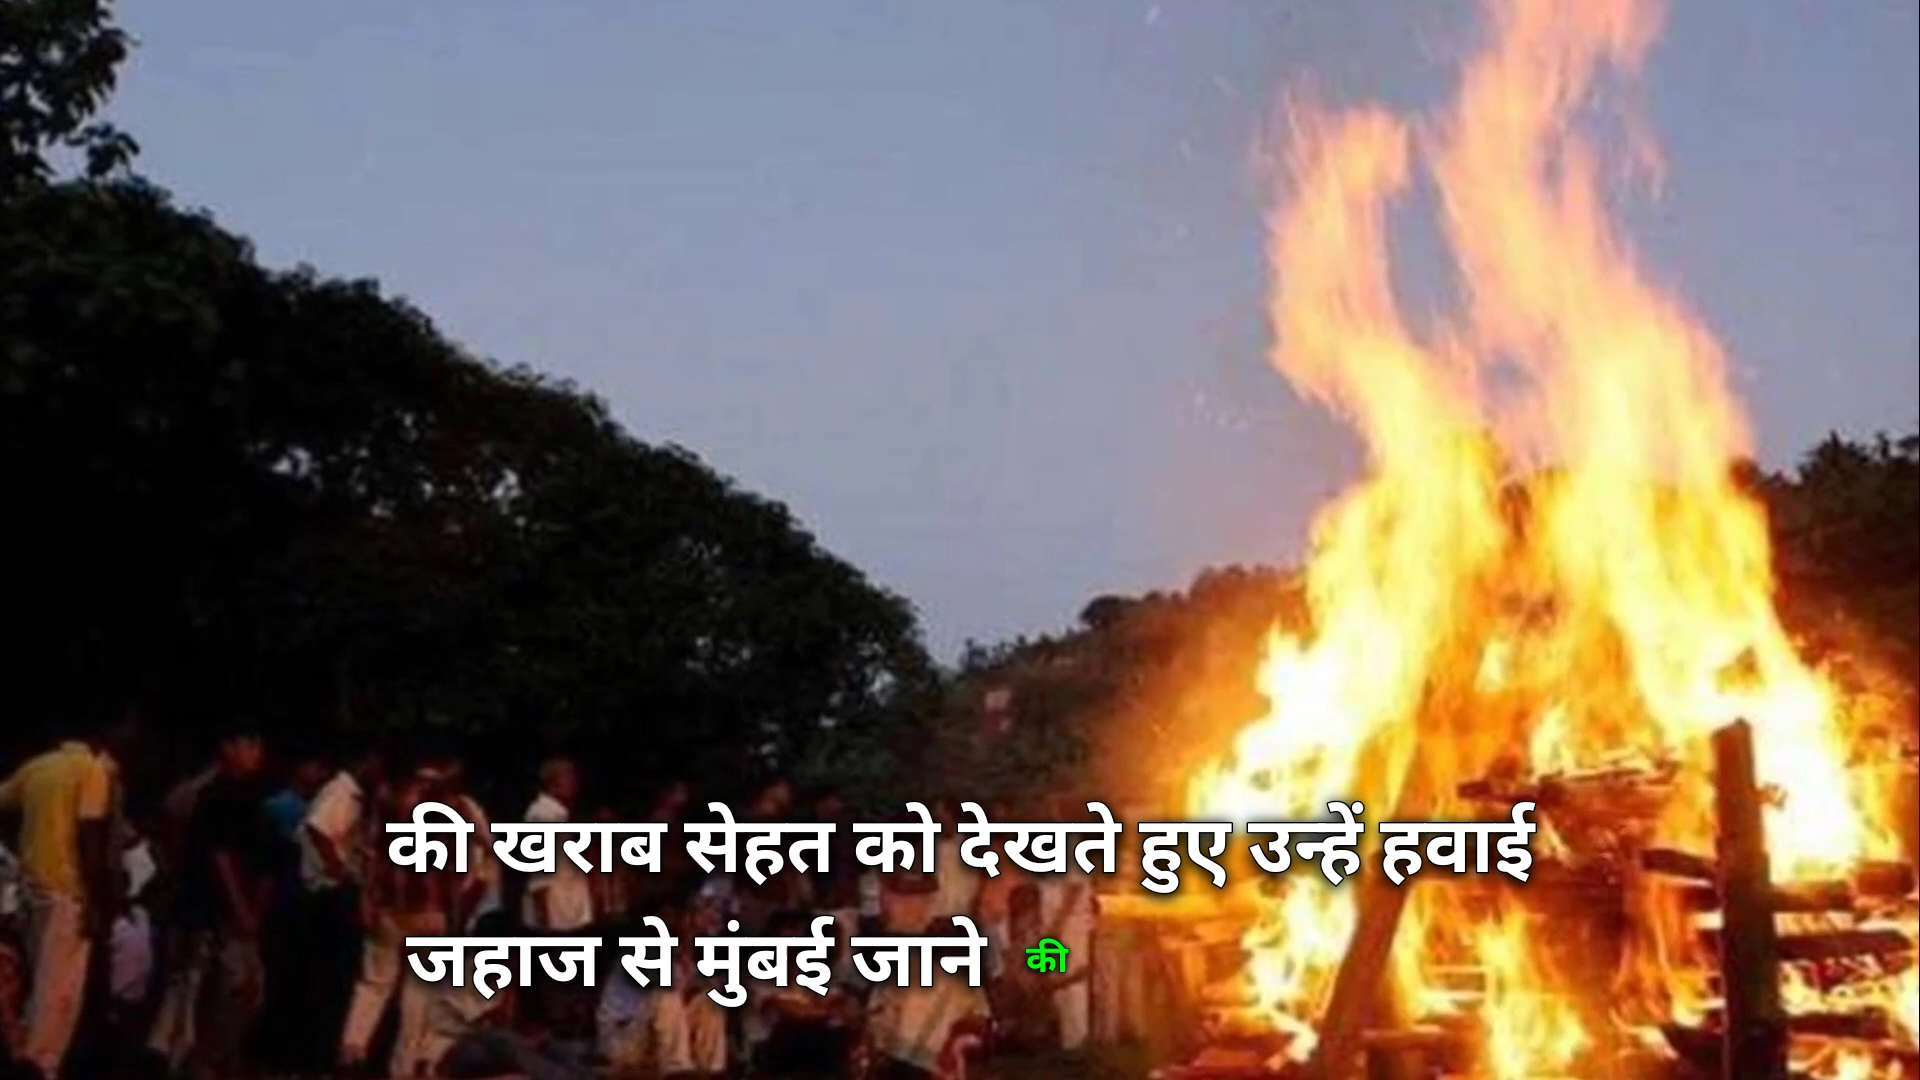 की खराब सेहत को देखते हुए उन्हें हवाई
जहाज से मुंबई जाने की